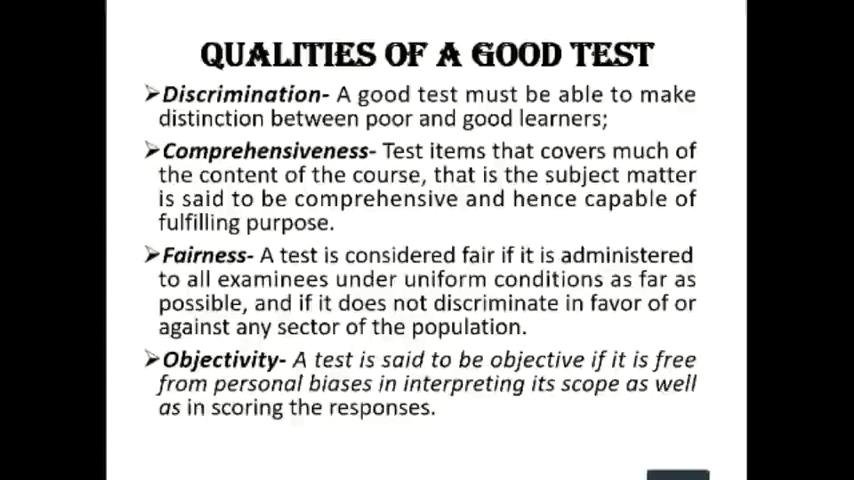 QUALITIES OF A GOOD TEST
➢Discrimination- A good test must be able to make
distinction between poor and good learners;
➢Comprehensiveness- Test items that covers much of
the content of the course, that is the subject matter
is said to be comprehensive and hence capable of
fulfilling purpose.
➢Fairness- A test is considered fair if it is administered
to all examinees under uniform conditions as far as
possible, and if it does not discriminate in favor of or
against any sector of the population.
➢Objectivity- A test is said to be objective if it is free
from personal biases in interpreting its scope as well
as in scoring the responses.